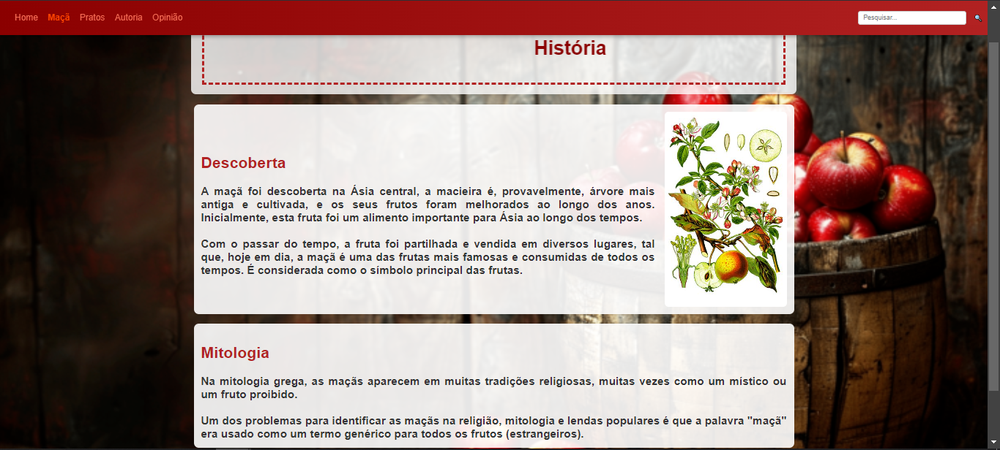 Home Maçã Pratos Autoria Opinião Pesquisar...
História
Descoberta
A maçã foi descoberta na Ásia central, a macieira é, provavelmente, árvore mais
antiga e cultivada, e os seus frutos foram melhorados ao longo dos anos.
Inicialmente, esta fruta foi um alimento importante para Ásia ao longo dos tempos.
Com o passar do tempo, a fruta foi partilhada e vendida em diversos lugares, tal
que, hoje em dia, a maçã é uma das frutas mais famosas e consumidas de todos os
tempos. É considerada como o símbolo principal das frutas.
Mitologia
Na mitologia grega, as maçãs aparecem em muitas tradições religiosas, muitas vezes como um místico ou
um fruto proibido.
Um dos problemas para identificar as maçãs na religião, mitologia e lendas populares é que a palavra "maçã"
era usado como um termo genérico para todos os frutos (estrangeiros).